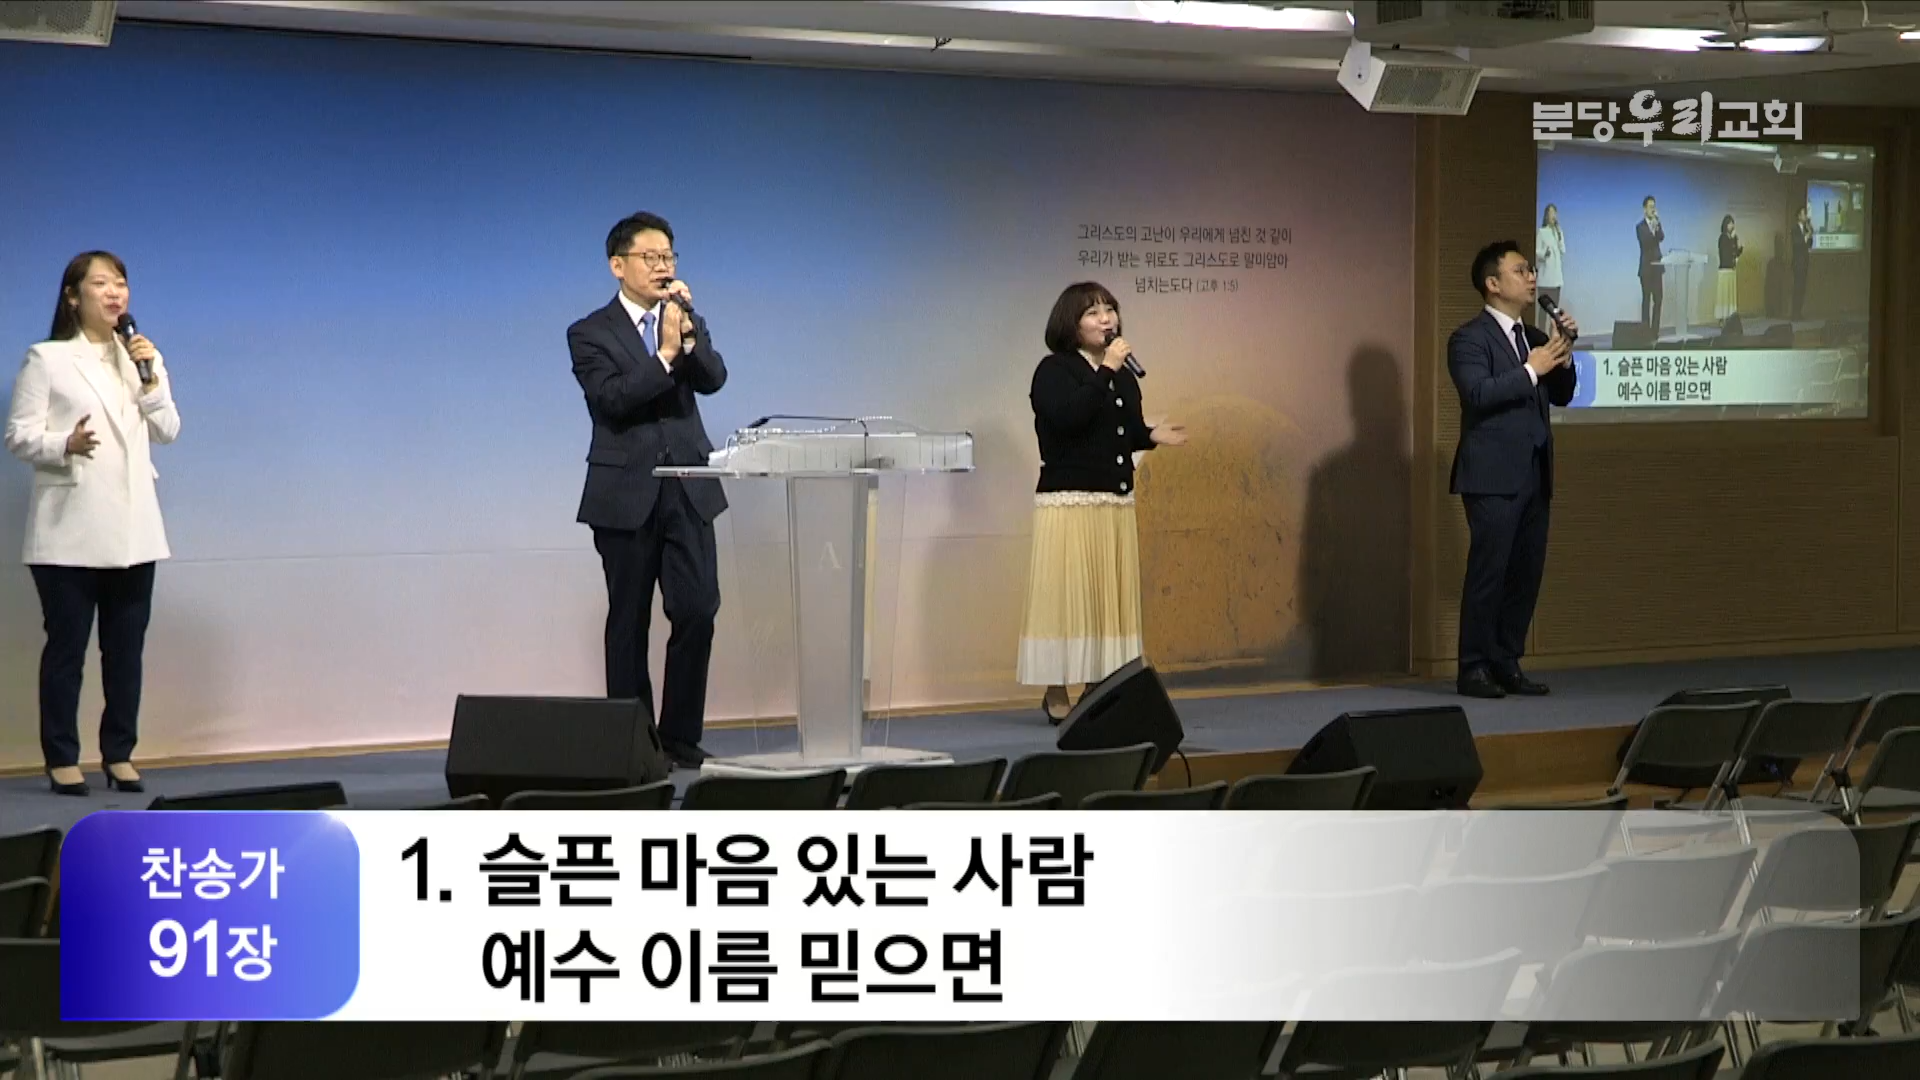 분당우리교회
그리스도의 고난이 우리에게 넘친 것 같이
우리가 받는 위로도 그리스도로 말미암아
넘치는도다 (고후 1:5)
1. 슬픈 마음 있는 사람
예수 이름 믿으면
A
찬송가
91장
1. 슬픈 마음 있는 사람
예수 이름 믿으면